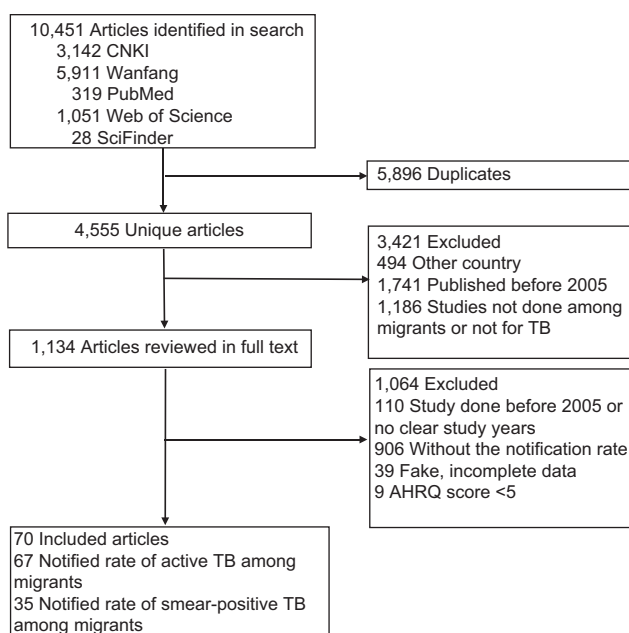 10,451 Articles identified in search
3,142 CNKI
5,911 Wanfang
319 PubMed
1,051 Web of Science
28 SciFinder
5,896 Duplicates
4,555 Unique articles
3,421 Excluded
494 Other country
1,741 Published before 2005
1,186 Studies not done among
migrants or not for TB
1,134 Articles reviewed in full text
1,064 Excluded
110 Study done before 2005 or
no clear study years
906 Without the notification rate
39 Fake, incomplete data
9 AHRQ score <5
70 Included articles
67 Notified rate of active TB among
migrants
35 Notified rate of smear-positive TB
among migrants